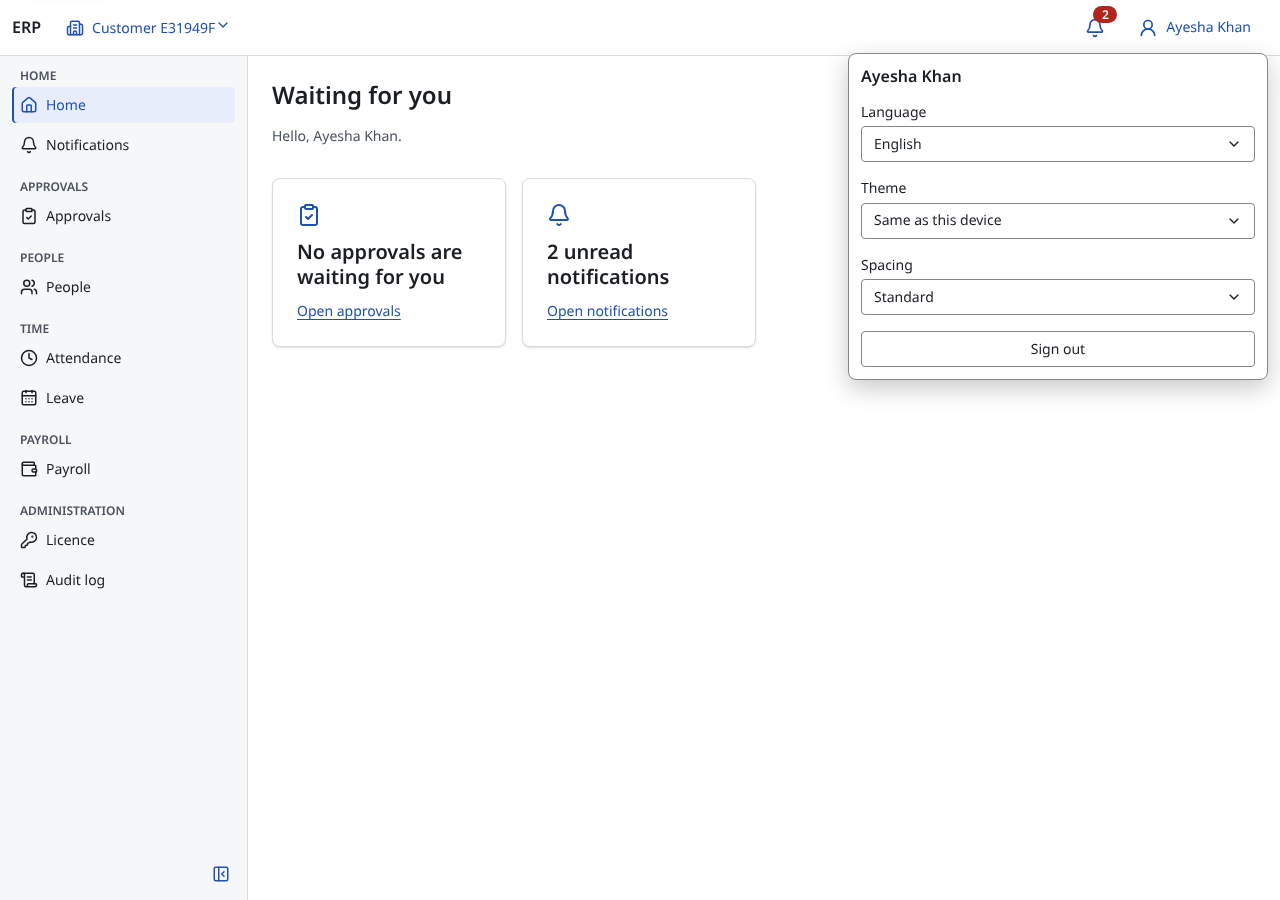 ERP
Customer E31949F
2
Ayesha Khan
HOME
Home
Notifications
APPROVALS
Approvals
PEOPLE
People
TIME
Attendance
Leave
PAYROLL
Payroll
ADMINISTRATION
Licence
Audit log
Waiting for you
Hello, Ayesha Khan.
No approvals are
waiting for you
Open approvals
2 unread
notifications
Open notifications
Ayesha Khan
Language
English
Theme
Same as this device
Spacing
Standard
Sign out